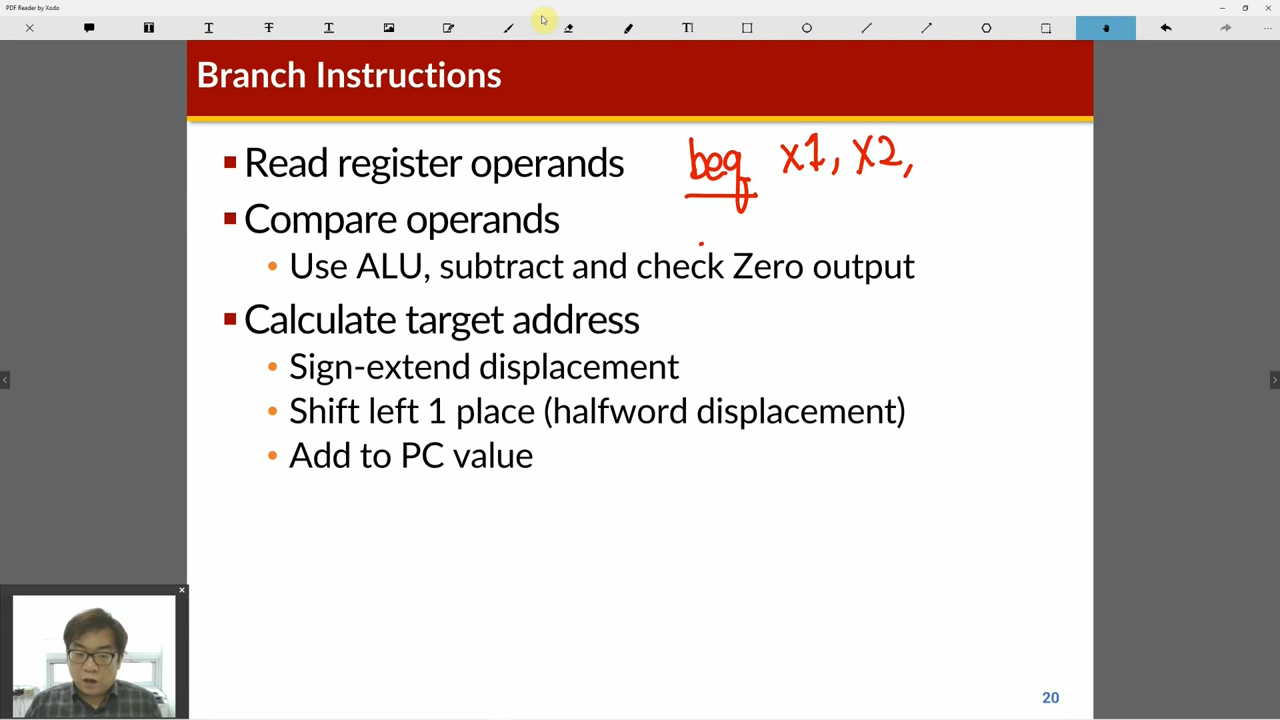 PDF Reader by Xodo
Branch Instructions
Read register operands
beq x1, x2,
Compare operands
Use ALU, subtract and check Zero output
Calculate target address
Sign-extend displacement
Shift left 1 place (halfword displacement)
Add to PC value
20